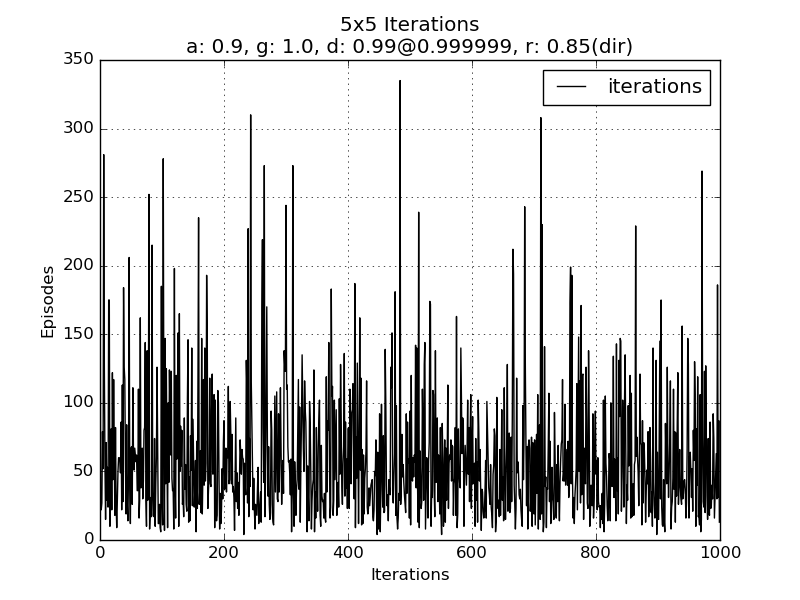 5x5 Iterations
a: 0.9, g: 1.0, d: 0.99@0.999999, r: 0.85(dir)
iterations
Episodes
350
300
250
200
150
100
50
0
0 200 400 600 800 1000
Iterations